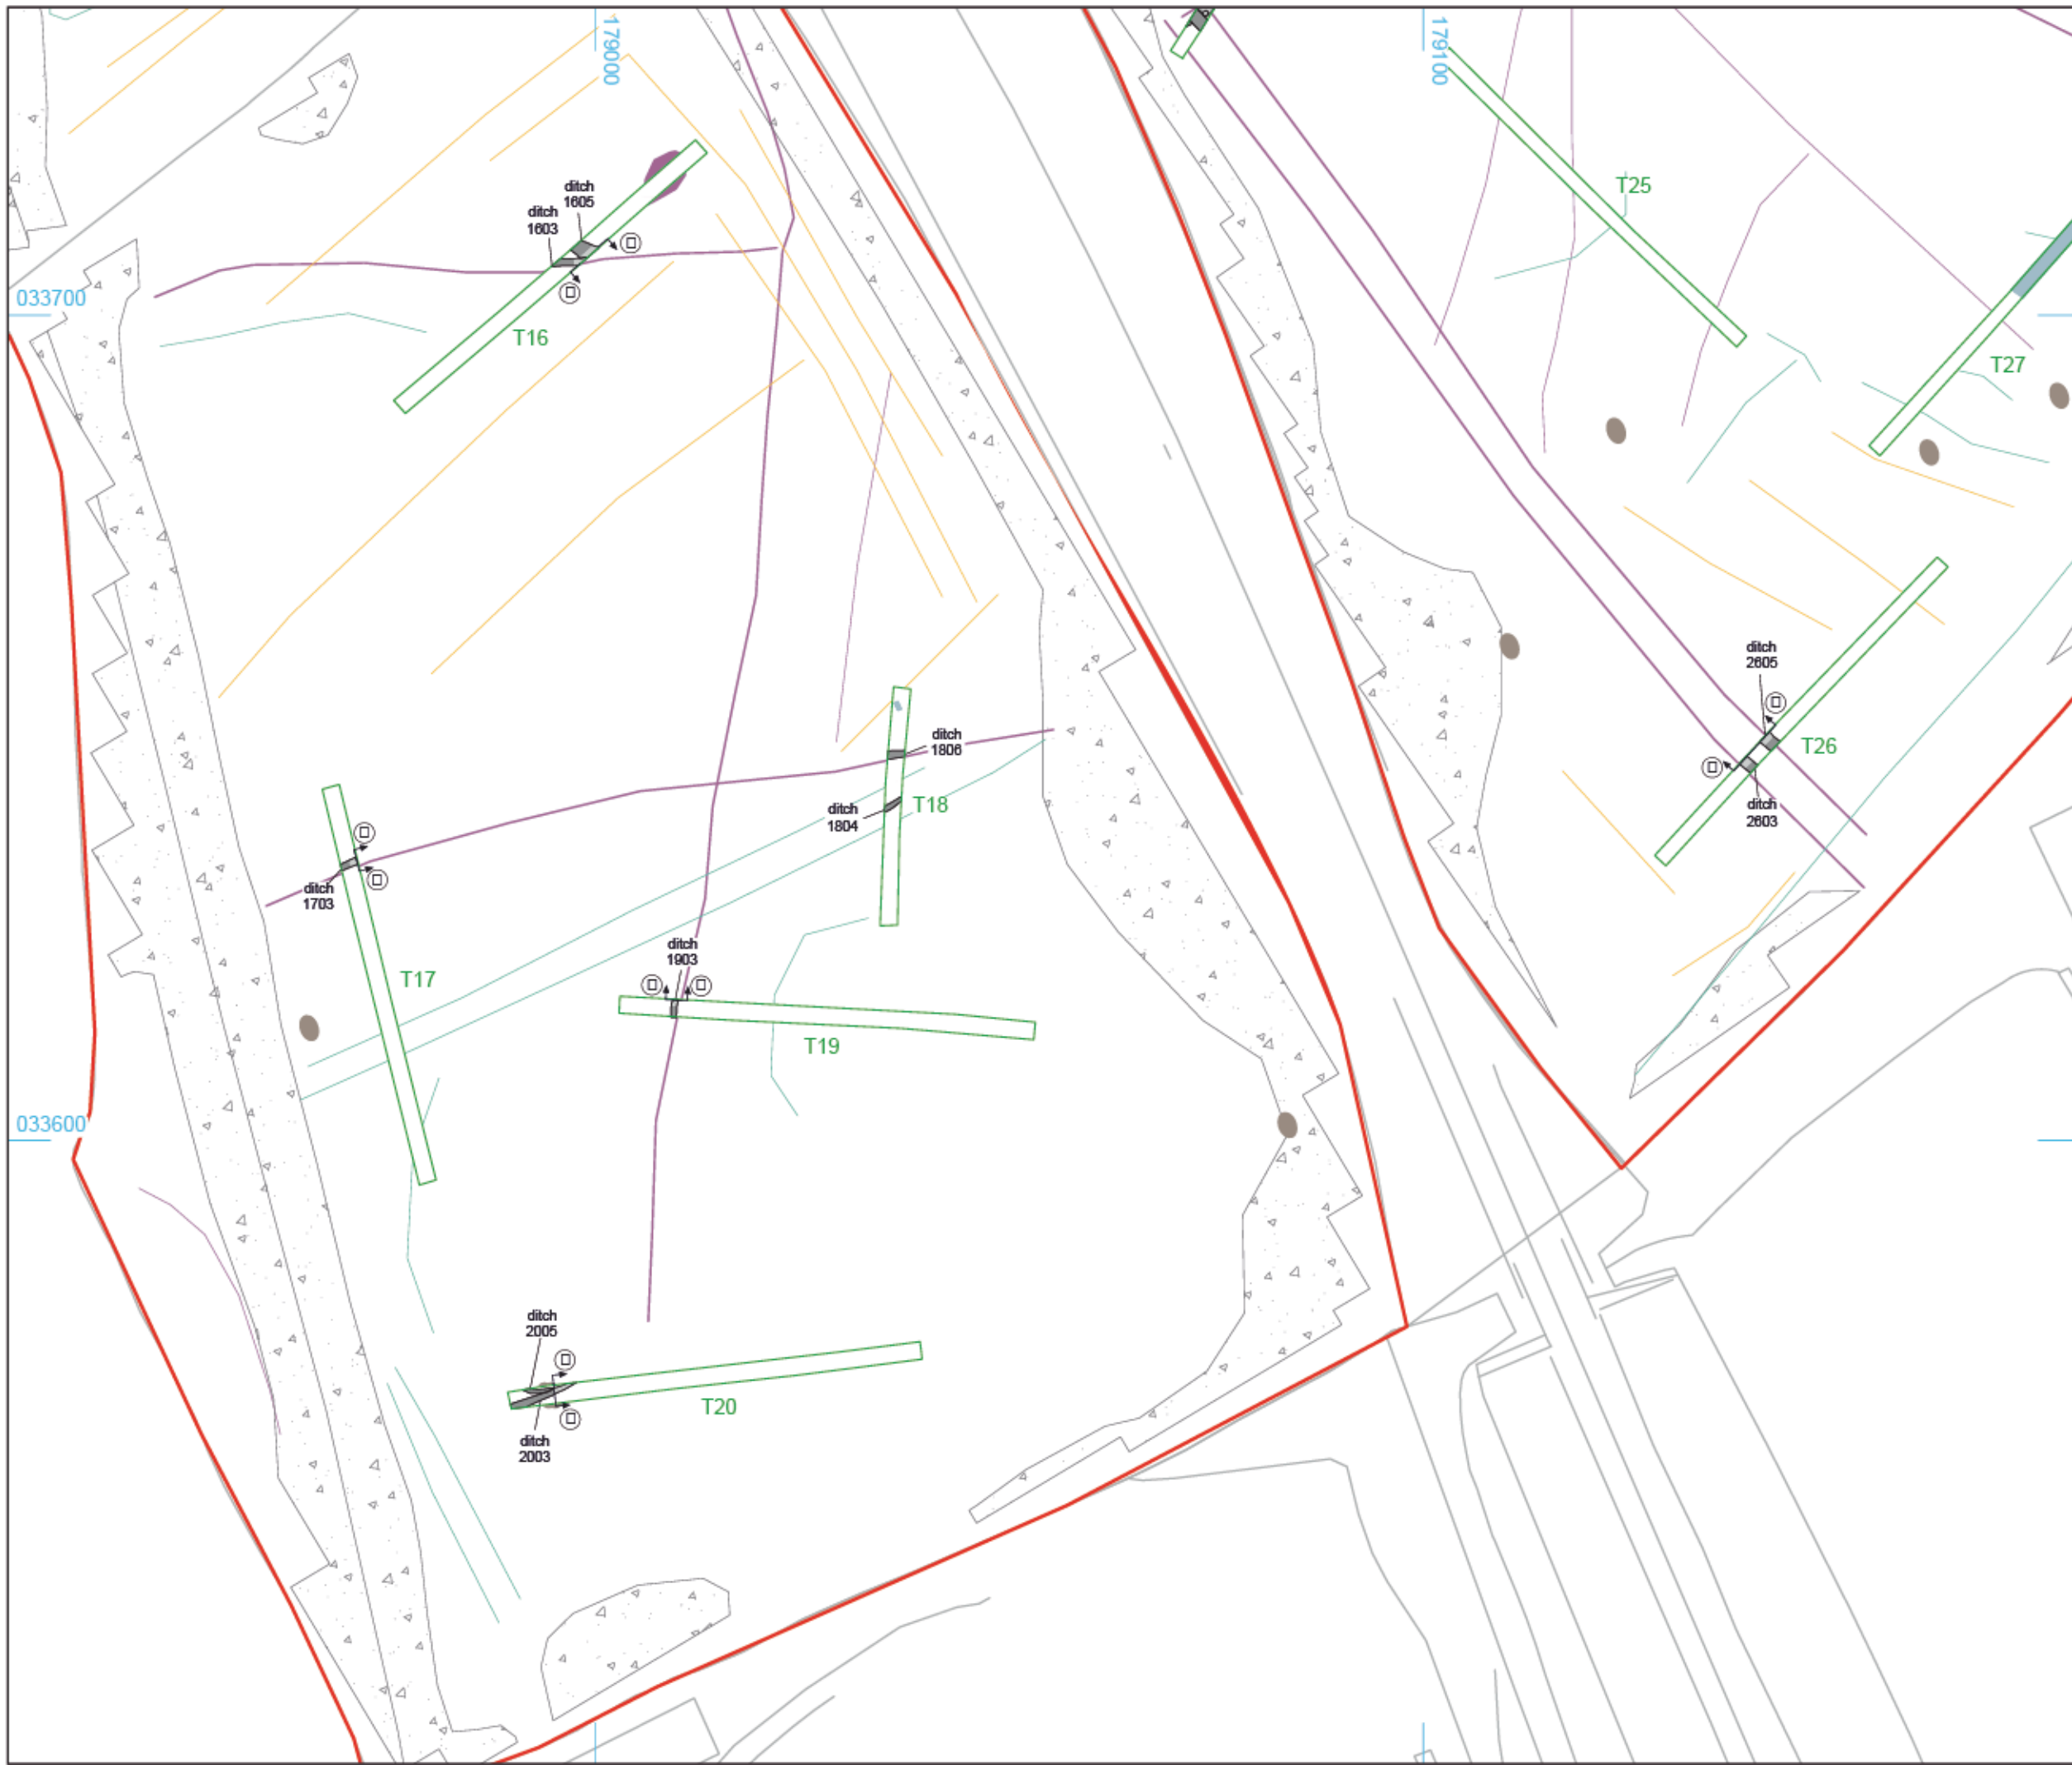 179000
179100
T25
ditch
1605
ditch
1603
033700
T16
T27
ditch
2605
ditch
1806
T26
T18
ditch
1804
ditch
2603
ditch
1703
ditch
1903
T17
T19
033600
ditch
2005
T20
ditch
2003